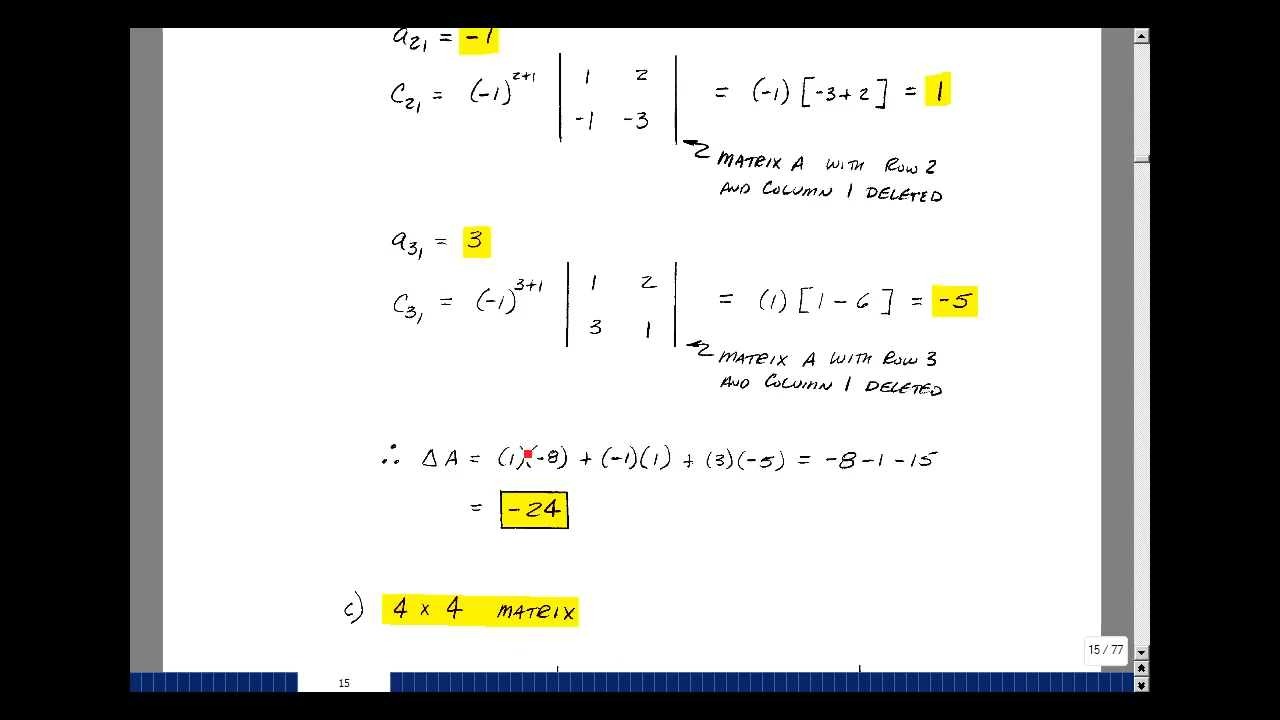 a21 = -1
C21 = (-1)^2+1 | 1 2 | = (-1) [-3+2] = 1
-1 -3
MATRIX A WITH ROW 2
AND COLUMN 1 DELETED
a31 = 3
C31 = (-1)^3+1 | 1 2 | = (1) [1 - 6] = -5
3 1
MATRIX A WITH ROW 3
AND COLUMN 1 DELETED
∴ ΔA = (1)(-8) + (-1)(1) + (3)(-5) = -8 - 1 - 15
= -24
c) 4 x 4 MATRIX
15 / 77
15